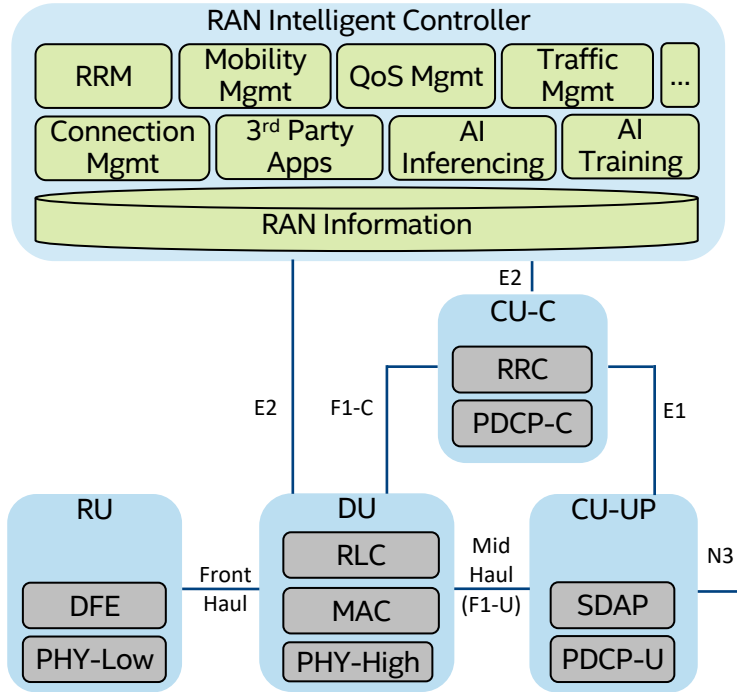 RAN Intelligent Controller
RRM
Mobility
Mgmt
QoS Mgmt
Traffic
Mgmt
...
Connection
Mgmt
3rd Party
Apps
AI
Inferencing
AI
Training
RAN Information
E2
CU-C
RRC
PDCP-C
E2
F1-C
E1
RU
DFE
PHY-Low
Front
Haul
DU
RLC
MAC
PHY-High
Mid
Haul
(F1-U)
CU-UP
SDAP
PDCP-U
N3